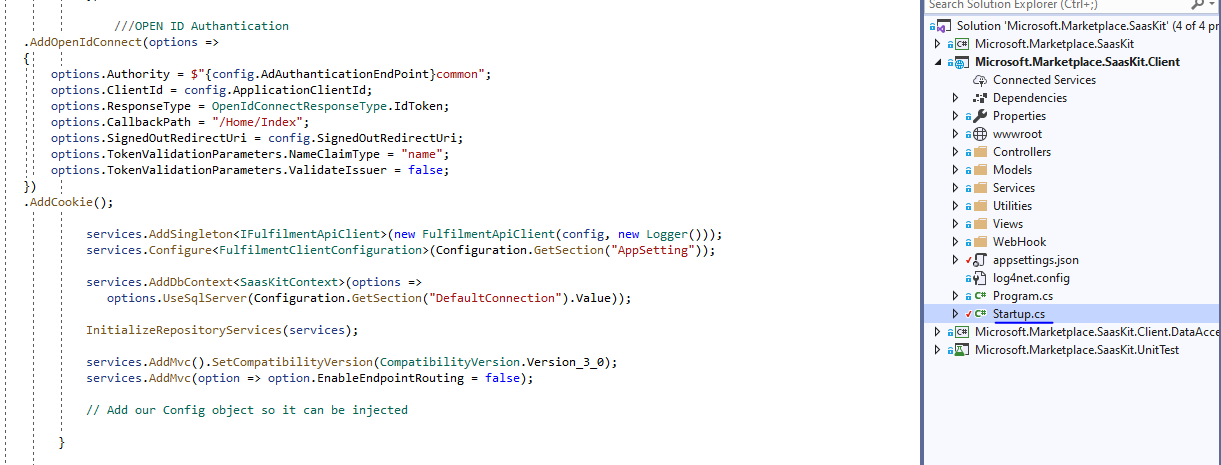 ///OPEN ID Authantication
.AddOpenIdConnect(options =>
{
options.Authority = $"{config.AdAuthanticationEndPoint}common";
options.ClientId = config.ApplicationClientId;
options.ResponseType = OpenIdConnectResponseType.IdToken;
options.CallbackPath = "/Home/Index";
options.SignedOutRedirectUri = config.SignedOutRedirectUri;
options.TokenValidationParameters.NameClaimType = "name";
options.TokenValidationParameters.ValidateIssuer = false;
})
.AddCookie();
services.AddSingleton<IFulfilmentApiClient>(new FulfilmentApiClient(config, new Logger()));
services.Configure<FulfilmentClientConfiguration>(Configuration.GetSection("AppSetting"));
services.AddDbContext<SaasKitContext>(options =>
options.UseSqlServer(Configuration.GetSection("DefaultConnection").Value));
InitializeRepositoryServices(services);
services.AddMvc().SetCompatibilityVersion(CompatibilityVersion.Version_3_0);
services.AddMvc(option => option.EnableEndpointRouting = false);
// Add our Config object so it can be injected
}
Search Solution Explorer (Ctrl+;)
Solution 'Microsoft.Marketplace.SaasKit' (4 of 4 pr
C# Microsoft.Marketplace.SaasKit
Microsoft.Marketplace.SaasKit.Client
Connected Services
Dependencies
Properties
wwwroot
Controllers
Models
Services
Utilities
Views
WebHook
appsettings.json
log4net.config
C# Program.cs
C# Startup.cs
C# Microsoft.Marketplace.SaasKit.Client.DataAcce
Microsoft.Marketplace.SaasKit.UnitTest